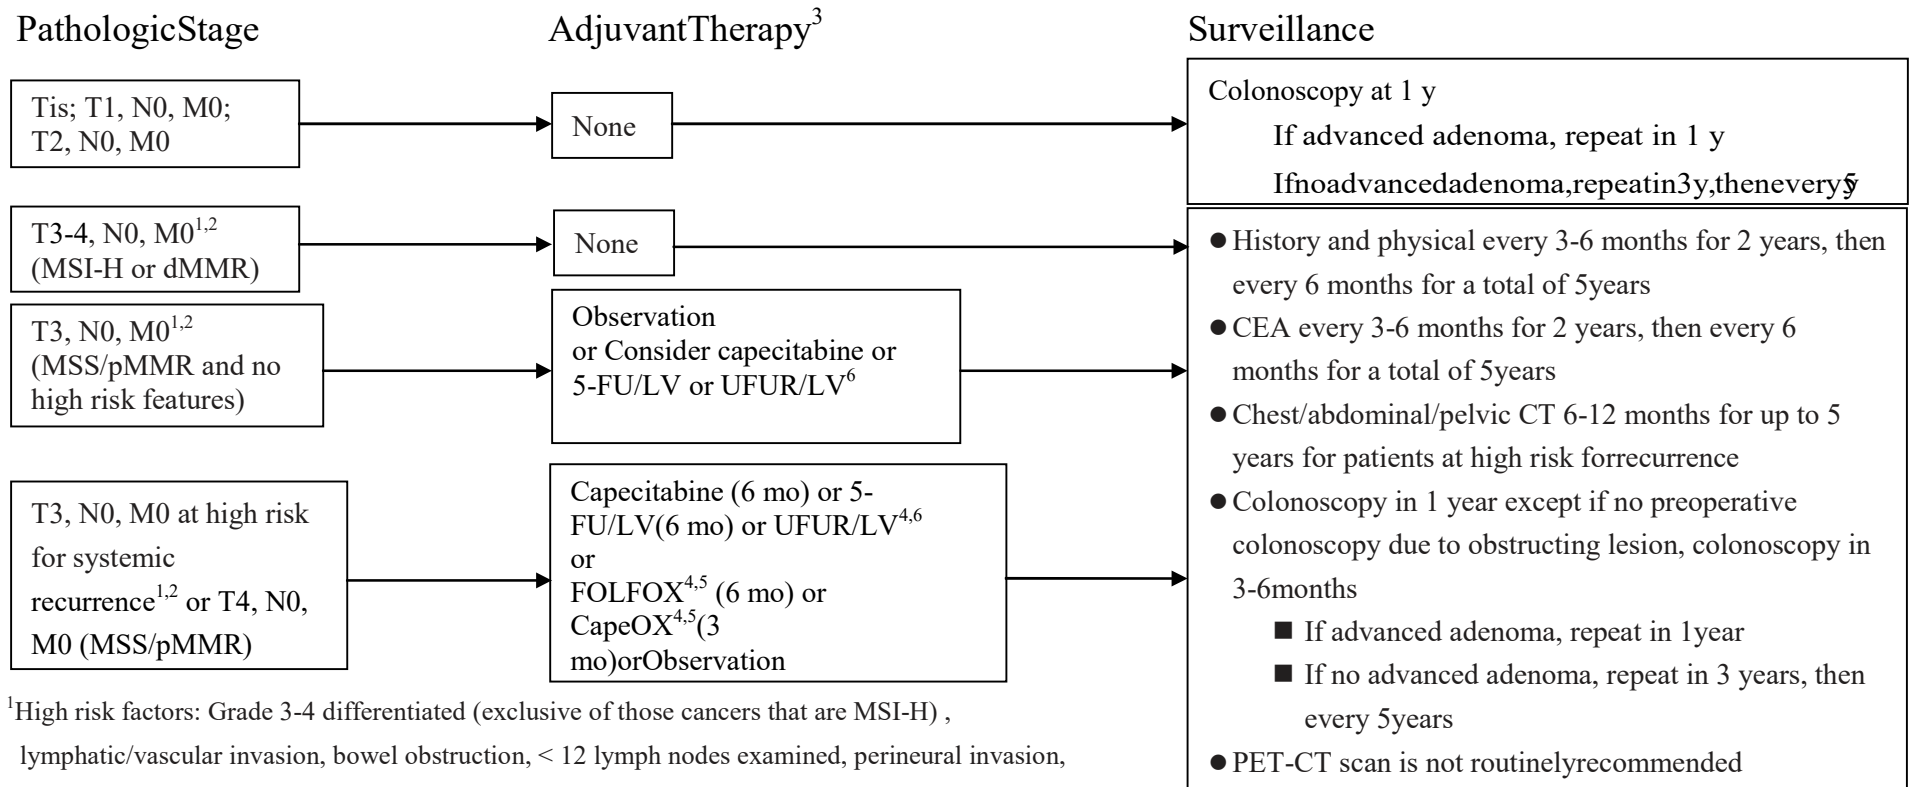 PathologicStage
AdjuvantTherapy3
Surveillance
Tis; T1, N0, M0;
T2, N0, M0
None
Colonoscopy at 1 y
If advanced adenoma, repeat in 1 y
Ifnoadvancedadenoma,repeatin3y,thenevery5y
T3-4, N0, M01,2
(MSI-H or dMMR)
None
T3, N0, M01,2
(MSS/pMMR and no
high risk features)
Observation
or Consider capecitabine or
5-FU/LV or UFUR/LV6
T3, N0, M0 at high risk
for systemic
recurrence1,2 or T4, N0,
M0 (MSS/pMMR)
Capecitabine (6 mo) or 5-
FU/LV(6 mo) or UFUR/LV4,6
or
FOLFOX4,5 (6 mo) or
CapeOX4,5(3
mo)orObservation
● History and physical every 3-6 months for 2 years, then
every 6 months for a total of 5years
● CEA every 3-6 months for 2 years, then every 6
months for a total of 5years
● Chest/abdominal/pelvic CT 6-12 months for up to 5
years for patients at high risk forrecurrence
● Colonoscopy in 1 year except if no preoperative
colonoscopy due to obstructing lesion, colonoscopy in
3-6months
■ If advanced adenoma, repeat in 1year
■ If no advanced adenoma, repeat in 3 years, then
every 5years
● PET-CT scan is not routinelyrecommended
1High risk factors: Grade 3-4 differentiated (exclusive of those cancers that are MSI-H) ,
lymphatic/vascular invasion, bowel obstruction, < 12 lymph nodes examined, perineural invasion,